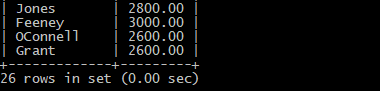 | Jones       | 2800.00 |
| Feeney      | 3000.00 |
| OConnell    | 2600.00 |
| Grant       | 2600.00 |
+-------------+---------+
26 rows in set (0.00 sec)